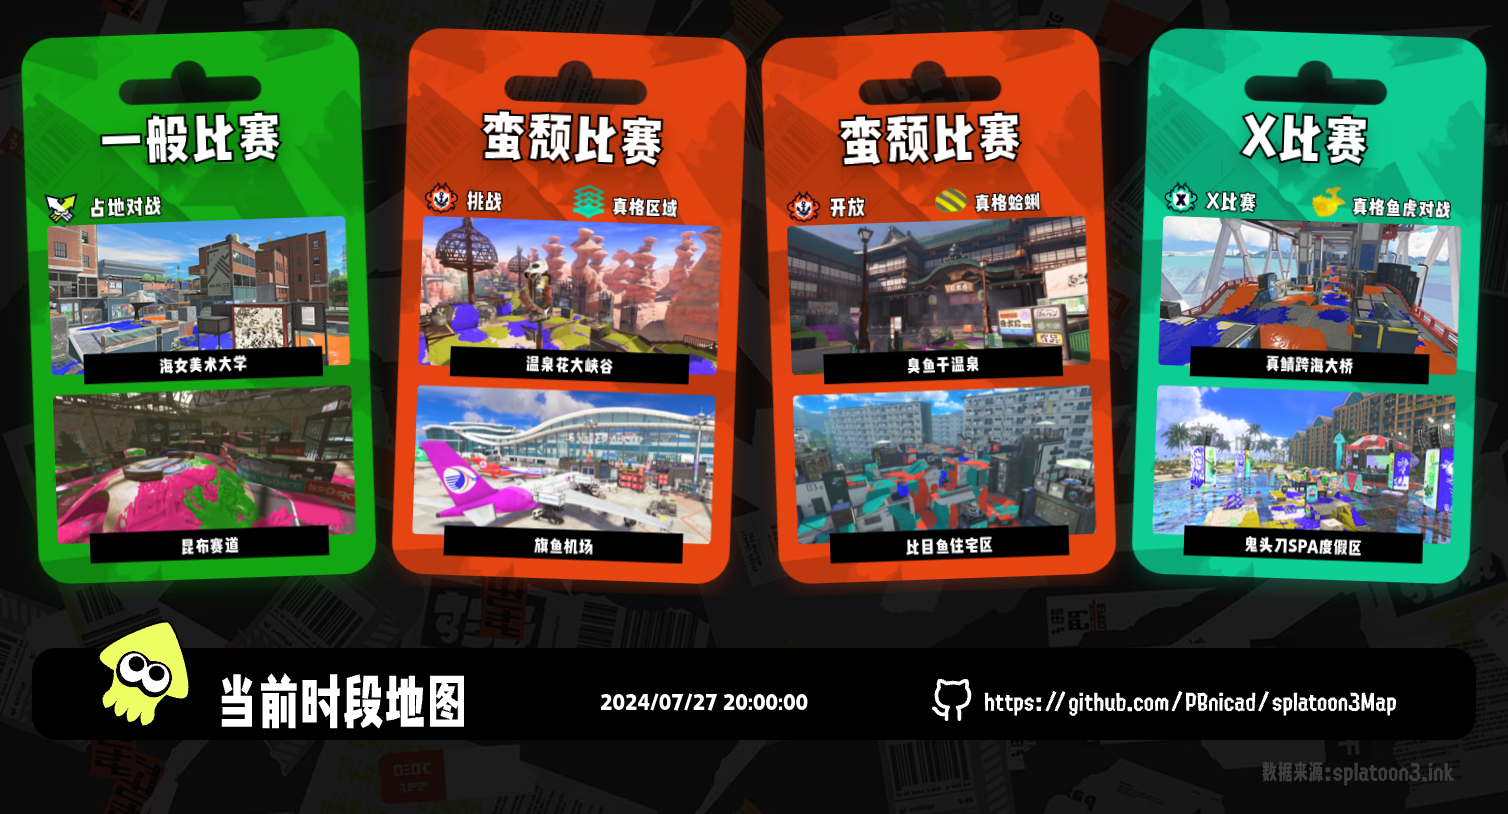 一般比赛
占地对战
海女美术大学
昆布赛道
蛮颓比赛
挑战
真格区域
温泉花大峡谷
旗鱼机场
蛮颓比赛
开放
真格蛤蜊
臭鱼干温泉
比目鱼住宅区
X比赛
X比赛
真格鱼虎对战
真鲭跨海大桥
鬼头刀SPA度假区
当前时段地图
2024/07/27 20:00:00
https://github.com/PBnicad/splatoon3Map
数据来源:splatoon3.ink